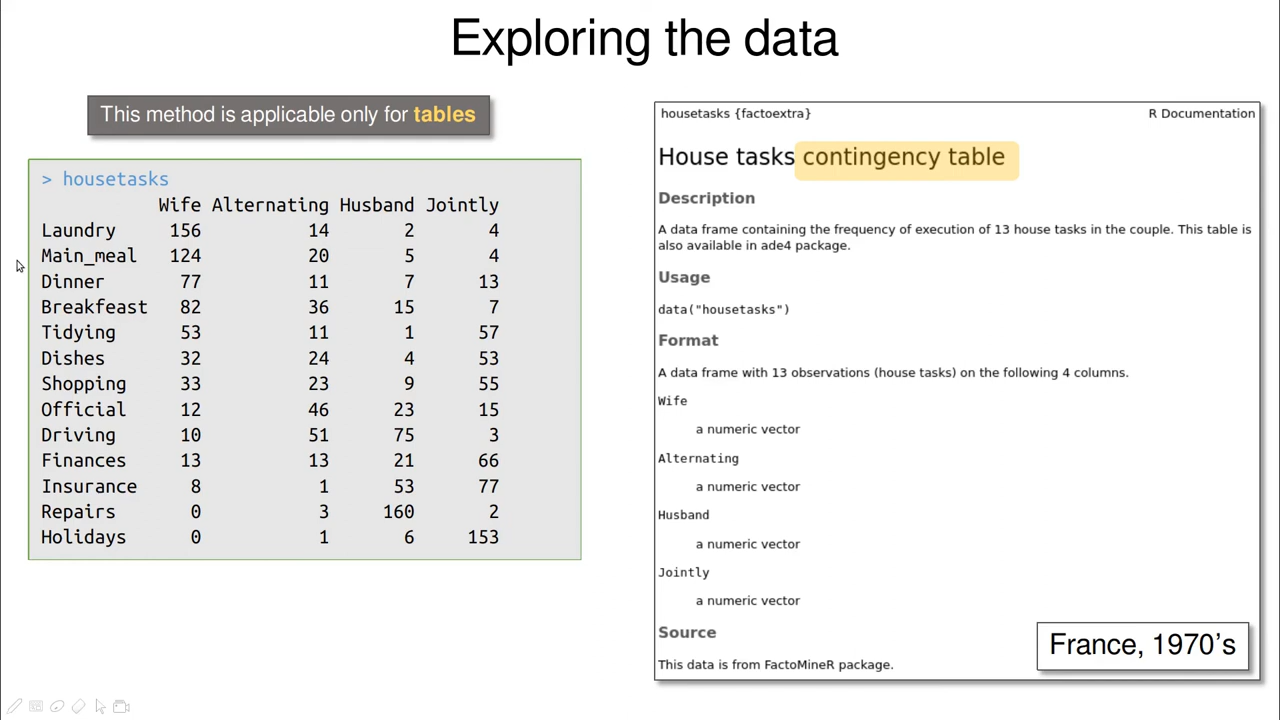 Exploring the data
This method is applicable only for tables
> housetasks
Wife Alternating Husband Jointly
Laundry 156 14 2 4
Main_meal 124 20 5 4
Dinner 77 11 7 13
Breakfeast 82 36 15 7
Tidying 53 11 1 57
Dishes 32 24 4 53
Shopping 33 23 9 55
Official 12 46 23 15
Driving 10 51 75 3
Finances 13 13 21 66
Insurance 8 1 53 77
Repairs 0 3 160 2
Holidays 0 1 6 153
housetasks {factoextra} R Documentation
House tasks contingency table
Description
A data frame containing the frequency of execution of 13 house tasks in the couple. This table is
also available in ade4 package.
Usage
data("housetasks")
Format
A data frame with 13 observations (house tasks) on the following 4 columns.
Wife
a numeric vector
Alternating
a numeric vector
Husband
a numeric vector
Jointly
a numeric vector
Source
This data is from FactoMineR package.
France, 1970’s